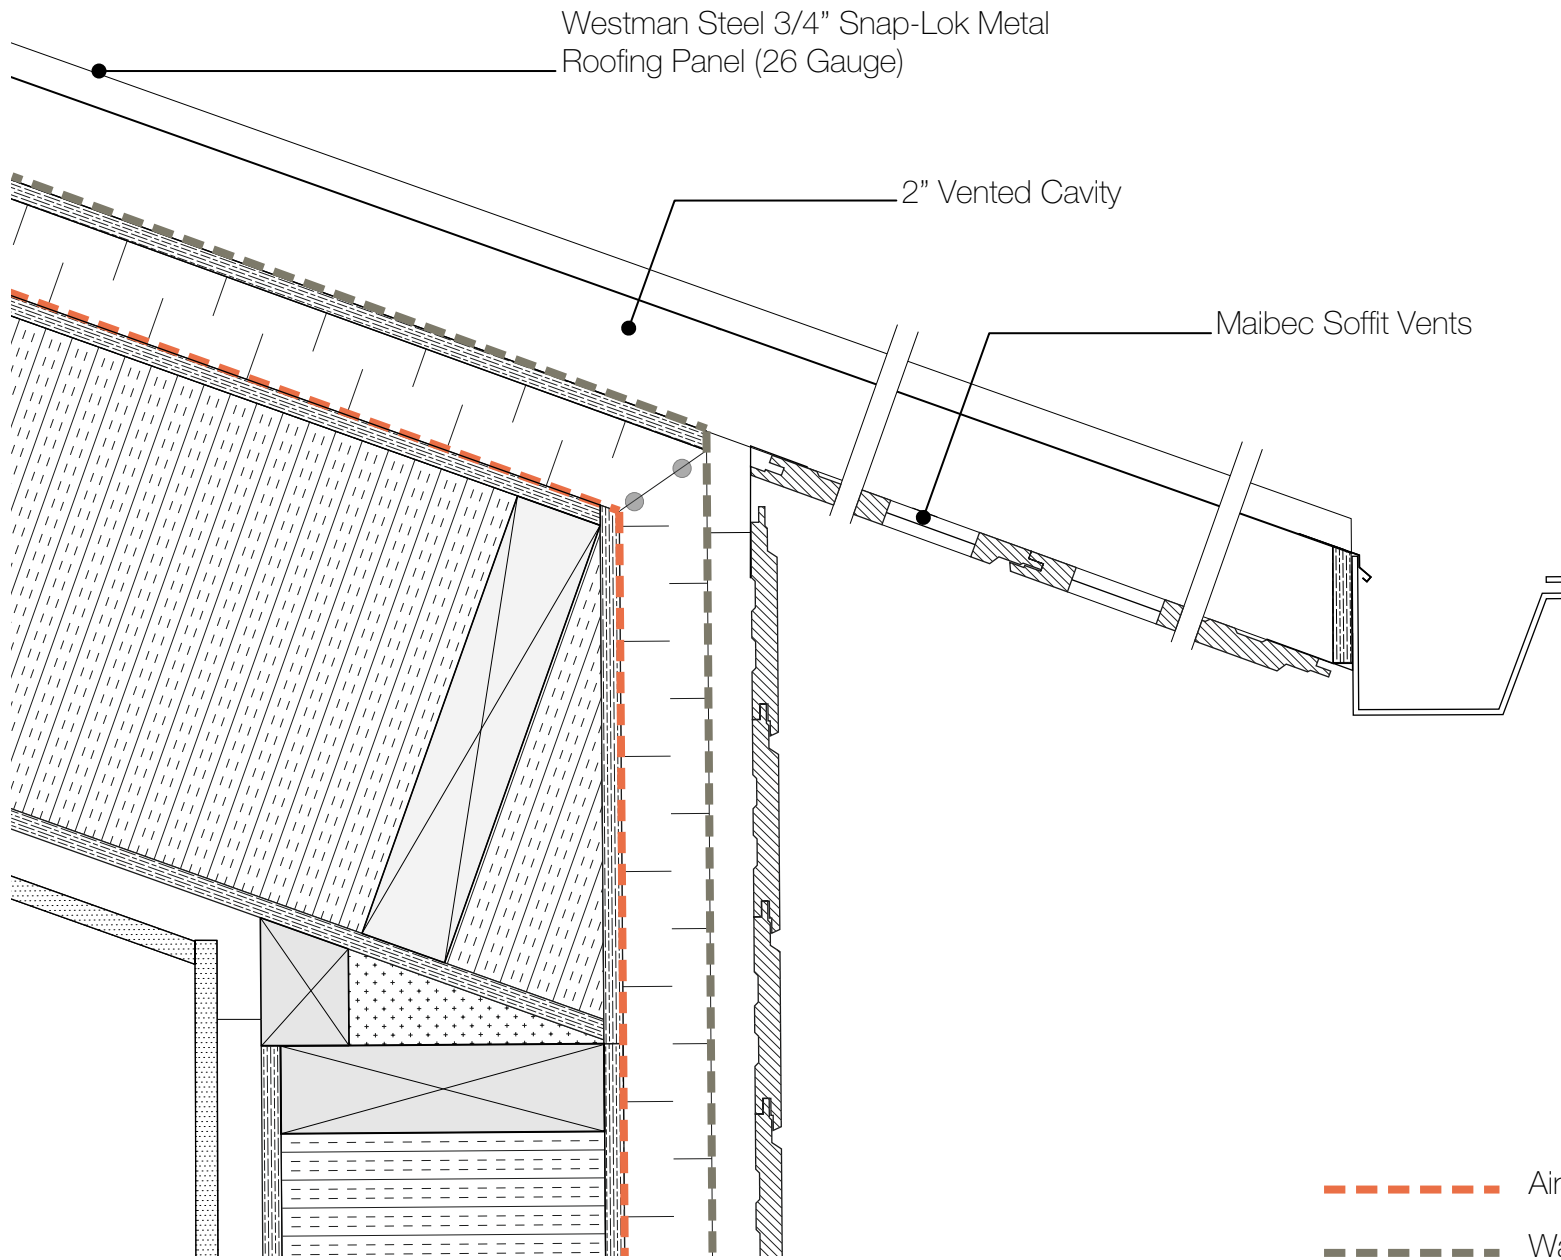 Westman Steel 3/4” Snap-Lok Metal
Roofing Panel (26 Gauge)
2” Vented Cavity
Maibec Soffit Vents
Air